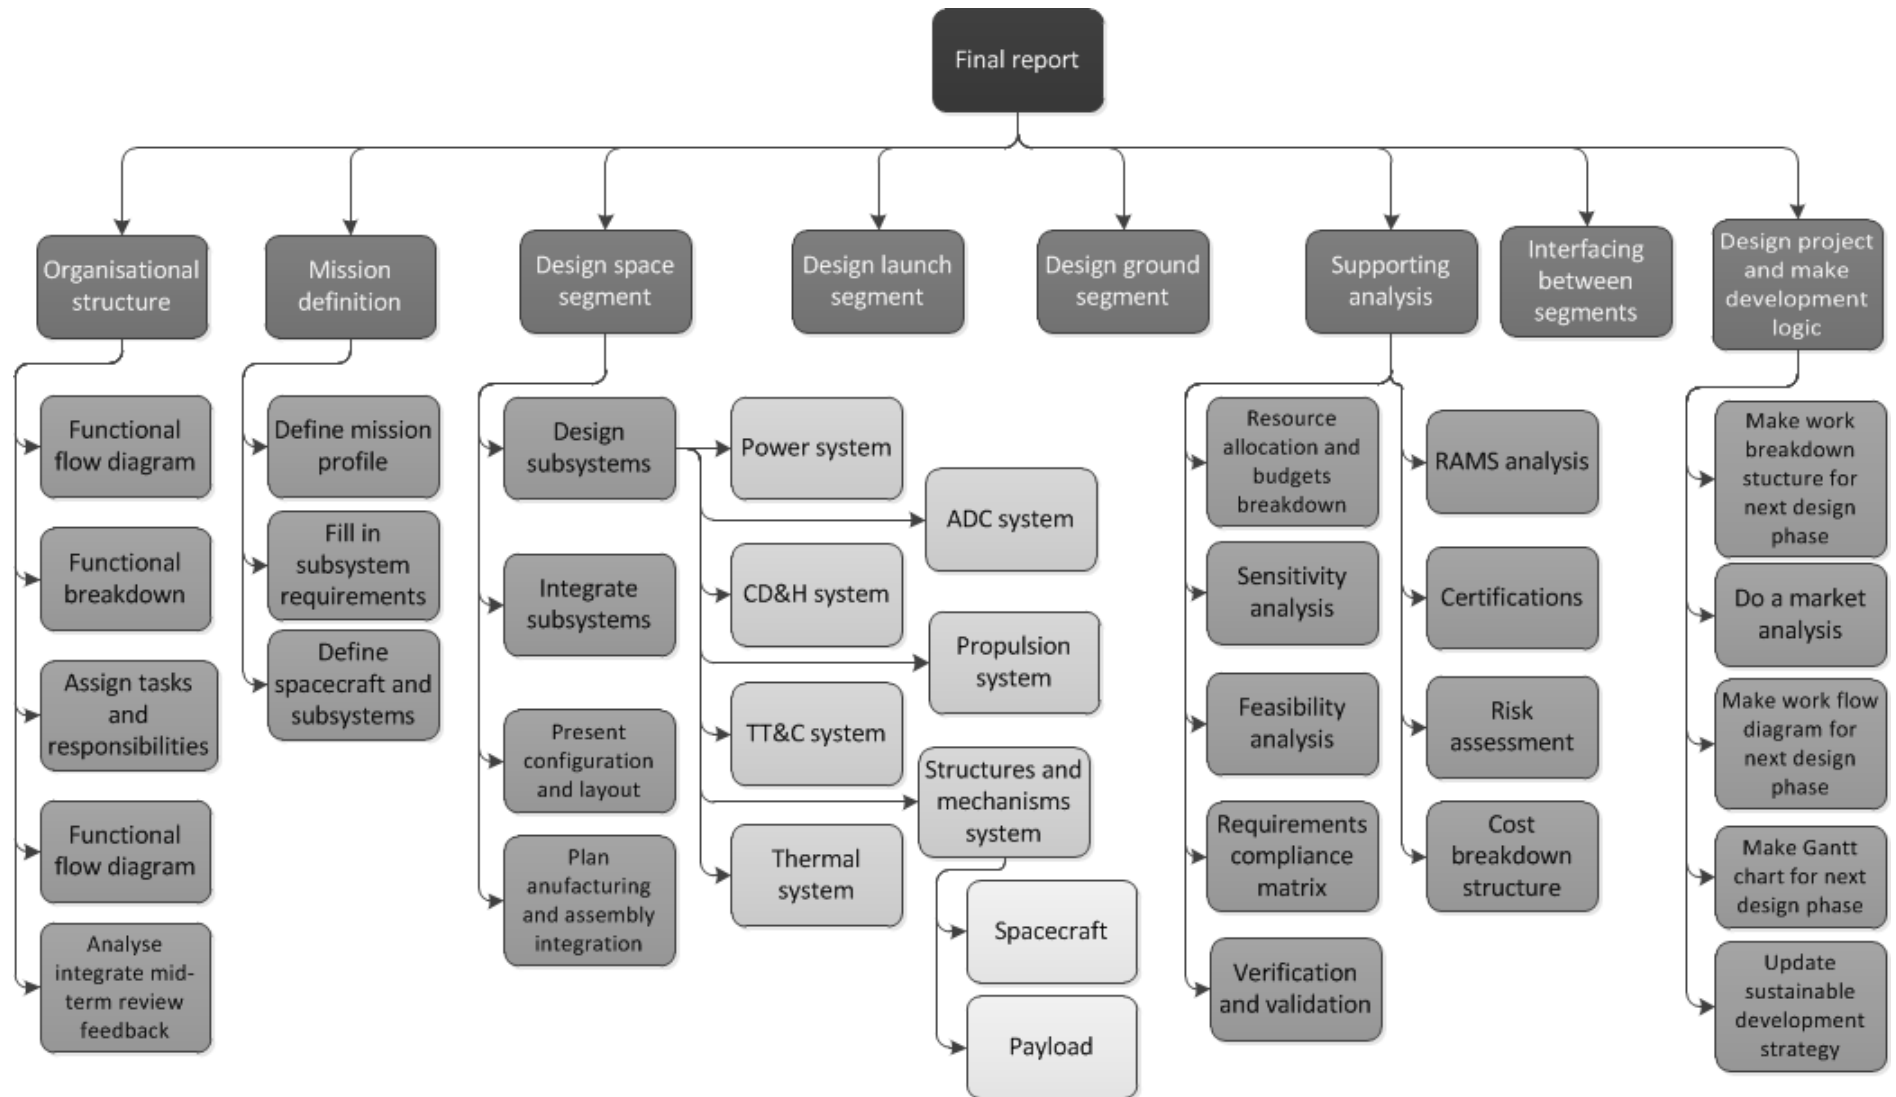 Final report
Organisational
structure
Mission
definition
Design space
segment
Design launch
segment
Design ground
segment
Supporting
analysis
Interfacing
between
segments
Design project
and make
development
logic
Functional
flow diagram
Functional
breakdown
Assign tasks
and
responsibilities
Functional
flow diagram
Analyse
integrate mid-
term review
feedback
Define mission
profile
Fill in
subsystem
requirements
Define
spacecraft and
subsystems
Design
subsystems
Integrate
subsystems
Present
configuration
and layout
Plan
anufacturing
and assembly
integration
Power system
ADC system
CD&H system
Propulsion
system
TT&C system
Structures and
mechanisms
system
Thermal
system
Spacecraft
Payload
Resource
allocation and
budgets
breakdown
Sensitivity
analysis
Feasibility
analysis
Requirements
compliance
matrix
Verification
and validation
RAMS analysis
Certifications
Risk
assessment
Cost
breakdown
structure
Make work
breakdown
stucture for
next design
phase
Do a market
analysis
Make work flow
diagram for
next design
phase
Make Gantt
chart for next
design phase
Update
sustainable
development
strategy